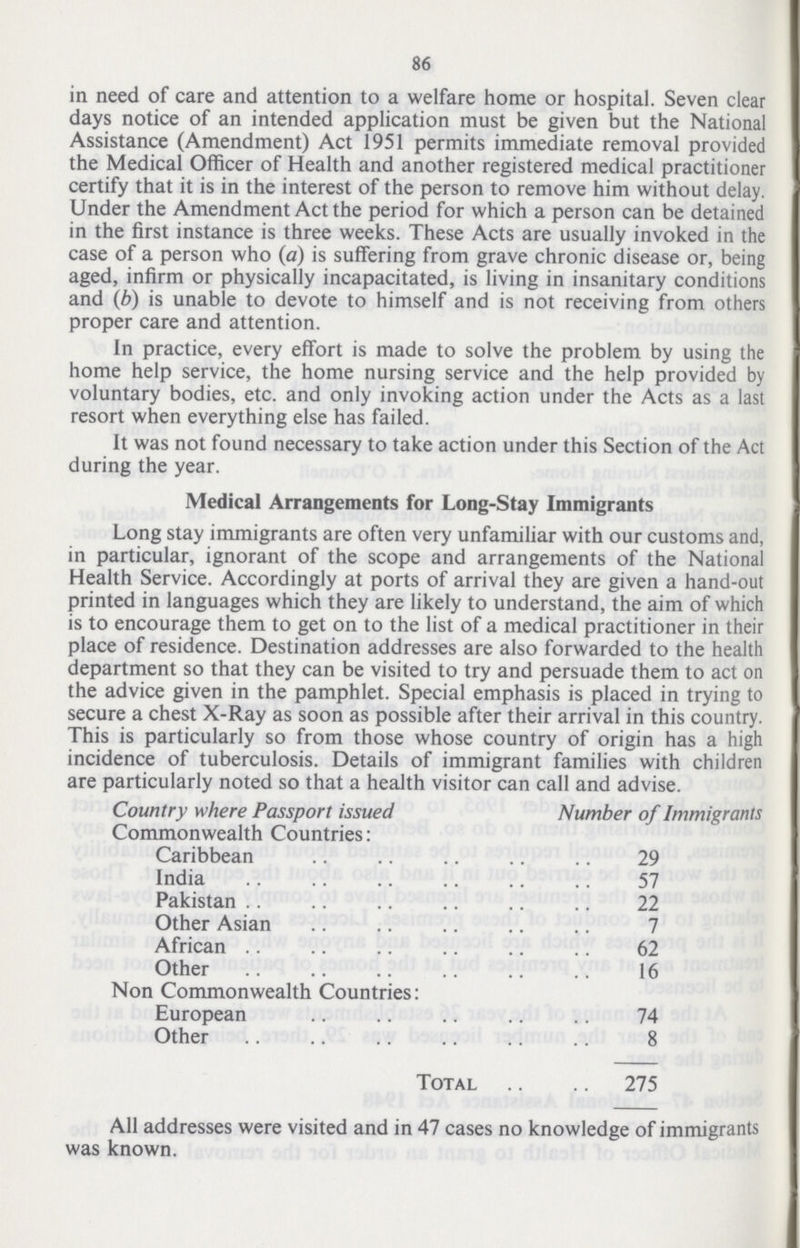 86
in need of care and attention to a welfare home or hospital. Seven clear
days notice of an intended application must be given but the National
Assistance (Amendment) Act 1951 permits immediate removal provided
the Medical Officer of Health and another registered medical practitioner
certify that it is in the interest of the person to remove him without delay.
Under the Amendment Act the period for which a person can be detained
in the first instance is three weeks. These Acts are usually invoked in the
case of a person who (a) is suffering from grave chronic disease or, being
aged, infirm or physically incapacitated, is living in insanitary conditions
and (b) is unable to devote to himself and is not receiving from others
proper care and attention.
In practice, every effort is made to solve the problem by using the
home help service, the home nursing service and the help provided by
voluntary bodies, etc. and only invoking action under the Acts as a last
resort when everything else has failed.
It was not found necessary to take action under this Section of the Act
during the year.
Medical Arrangements for Long-Stay Immigrants
Long stay immigrants are often very unfamiliar with our customs and,
in particular, ignorant of the scope and arrangements of the National
Health Service. Accordingly at ports of arrival they are given a hand-out
printed in languages which they are likely to understand, the aim of which
is to encourage them to get on to the list of a medical practitioner in their
place of residence. Destination addresses are also forwarded to the health
department so that they can be visited to try and persuade them to act on
the advice given in the pamphlet. Special emphasis is placed in trying to
secure a chest X-Ray as soon as possible after their arrival in this country.
This is particularly so from those whose country of origin has a high
incidence of tuberculosis. Details of immigrant families with children
are particularly noted so that a health visitor can call and advise.
Country where Passport issued Number of Immigrants
Commonwealth Countries:
Caribbean .. .. .. .. .. 29
India .. .. .. .. .. .. 57
Pakistan .. .. .. .. .. .. 22
Other Asian .. .. .. .. .. 7
African .. .. .. .. .. .. 62
Other .. .. .. .. .. .. 16
Non Commonwealth Countries:
European .. .. .. .. .. 74
Other .. .. .. .. .. .. 8
TOTAL .. .. 275
All addresses were visited and in 47 cases no knowledge of immigrants
was known.